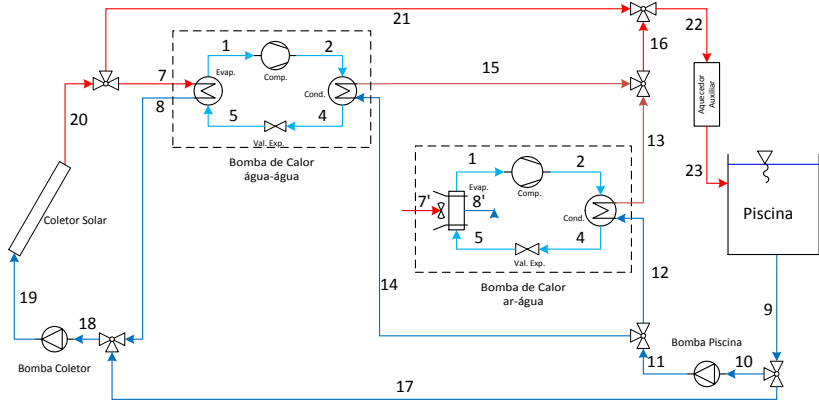 21
22
16
1
2
Evap.
Comp.
7
15
8
Cond.
5
4
Val. Exp.
20
Aquecedor
Auxiliar
Bomba de Calor
água-água
13
1
2
Evap.
Comp.
23
7'
8'
Piscina
Cond.
Coletor Solar
5
4
Val. Exp.
12
14
Bomba de Calor
ar-água
19
9
18
Bomba Piscina
Bomba Coletor
11
10
17